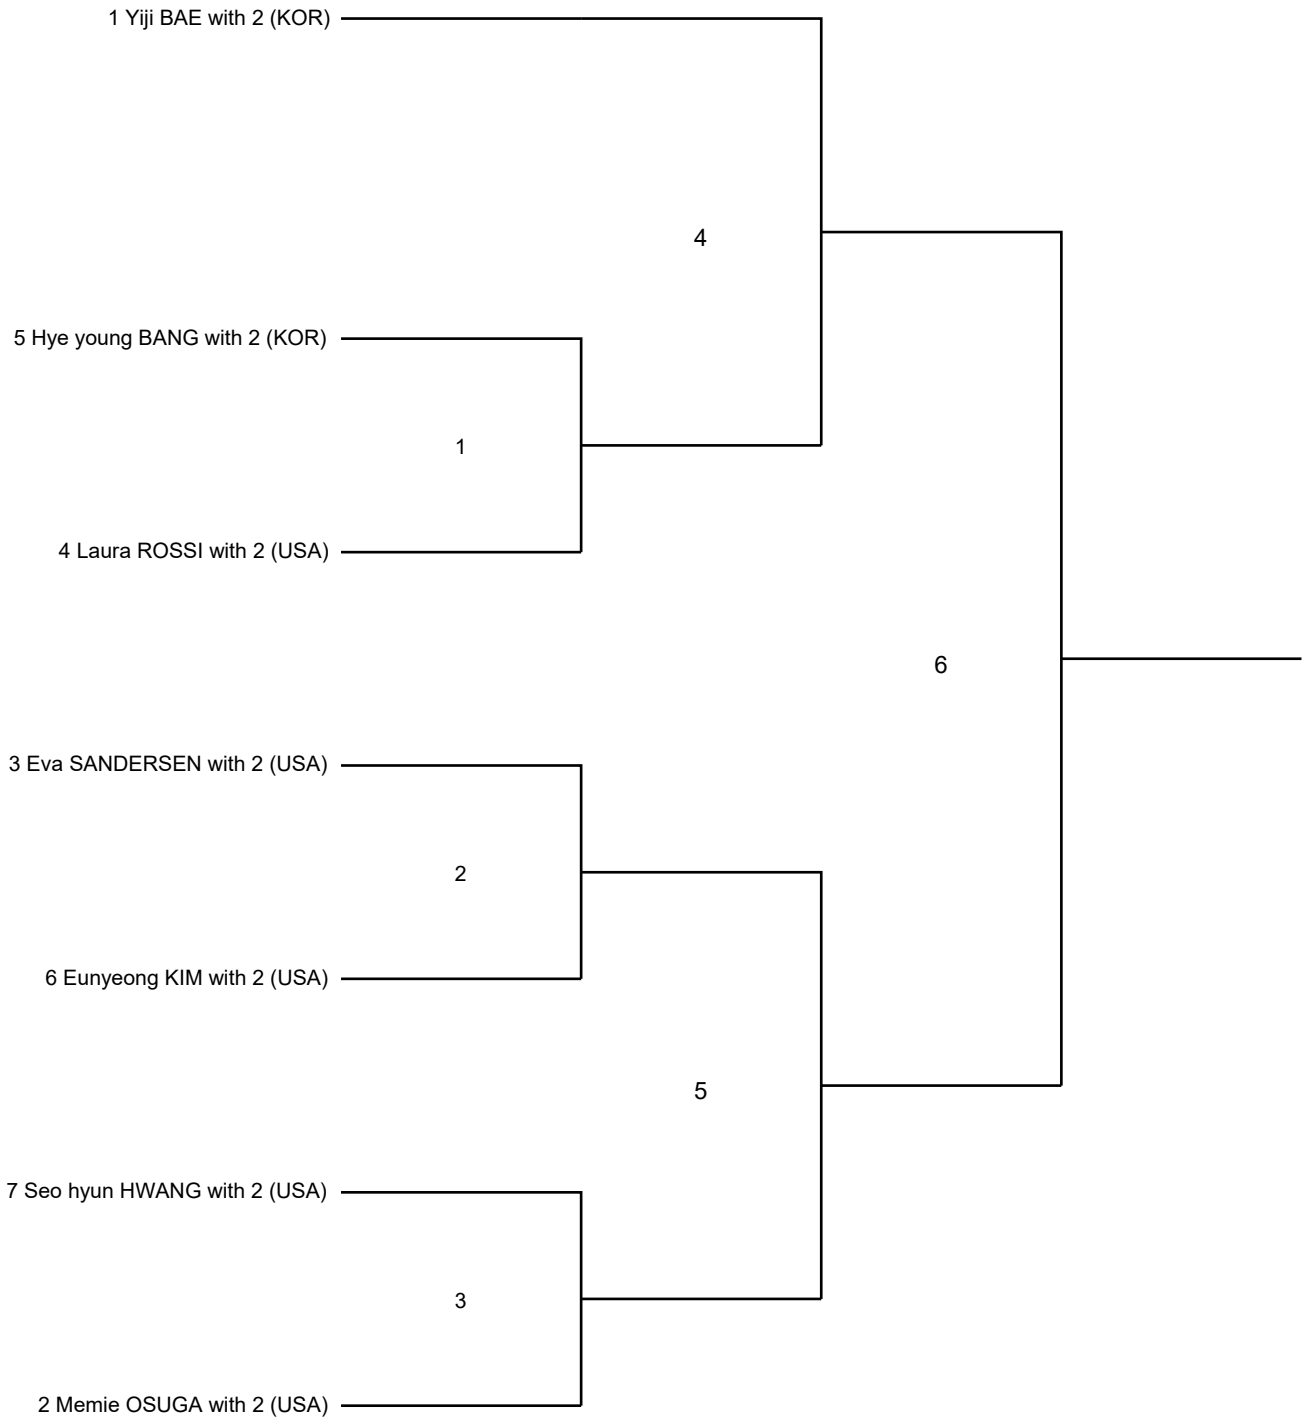 1 Yiji BAE with 2 (KOR)
4
5 Hye young BANG with 2 (KOR)
1
4 Laura ROSSI with 2 (USA)
6
3 Eva SANDERSEN with 2 (USA)
2
6 Eunyeong KIM with 2 (USA)
5
7 Seo hyun HWANG with 2 (USA)
3
2 Memie OSUGA with 2 (USA)